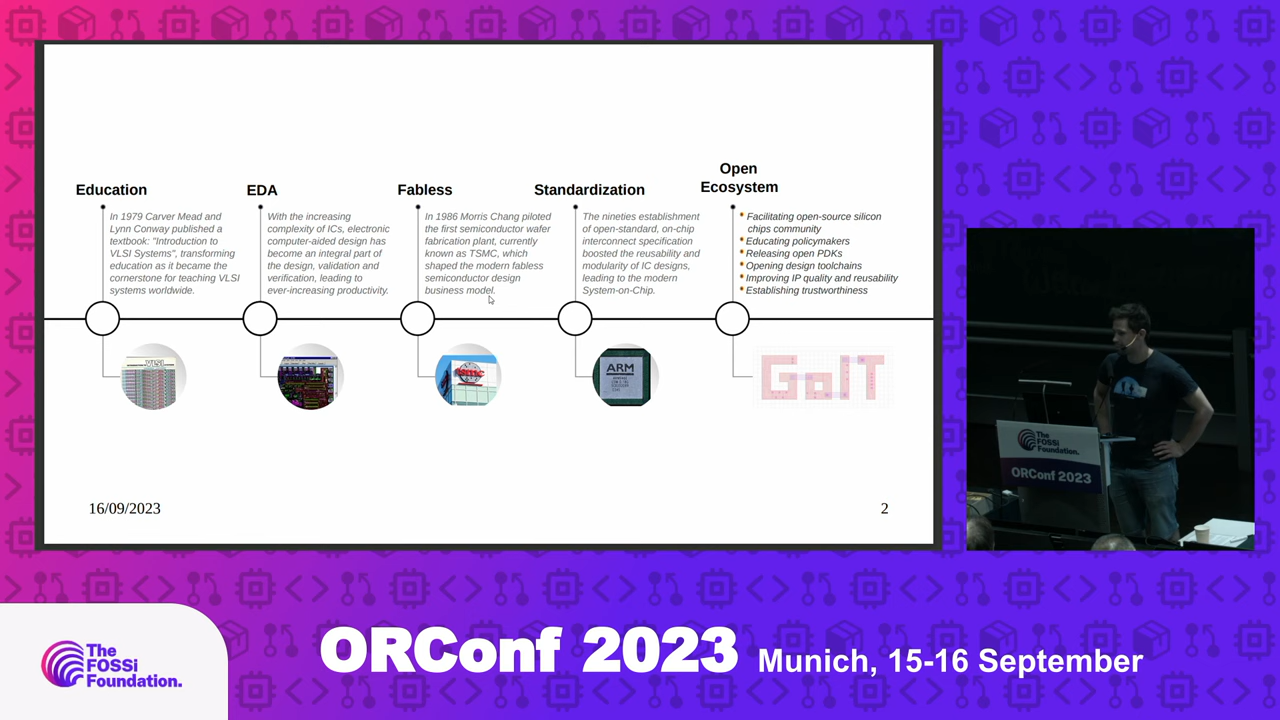 Education
In 1979 Carver Mead and
Lynn Conway published a
textbook: "Introduction to
VLSI Systems", transforming
education as it became the
cornerstone for teaching VLSI
systems worldwide.
EDA
With the increasing
complexity of ICs, electronic
computer-aided design has
become an integral part of
the design, validation and
verification, leading to
ever-increasing productivity.
Fabless
In 1986 Morris Chang piloted
the first semiconductor wafer
fabrication plant, currently
known as TSMC, which
shaped the modern fabless
semiconductor design
business model.
Standardization
The nineties establishment
of open-standard, on-chip
interconnect specification
boosted the reusability and
modularity of IC designs,
leading to the modern
System-on-Chip.
Open
Ecosystem
Facilitating open-source silicon
chips community
Educating policymakers
Releasing open PDKs
Opening design toolchains
Improving IP quality and reusability
Establishing trustworthiness
VLSI
ARM
GoIT
16/09/2023
2
The
FOSSi
Foundation.
ORConf 2023
The
FOSSi
Foundation.
ORConf 2023 Munich, 15-16 September